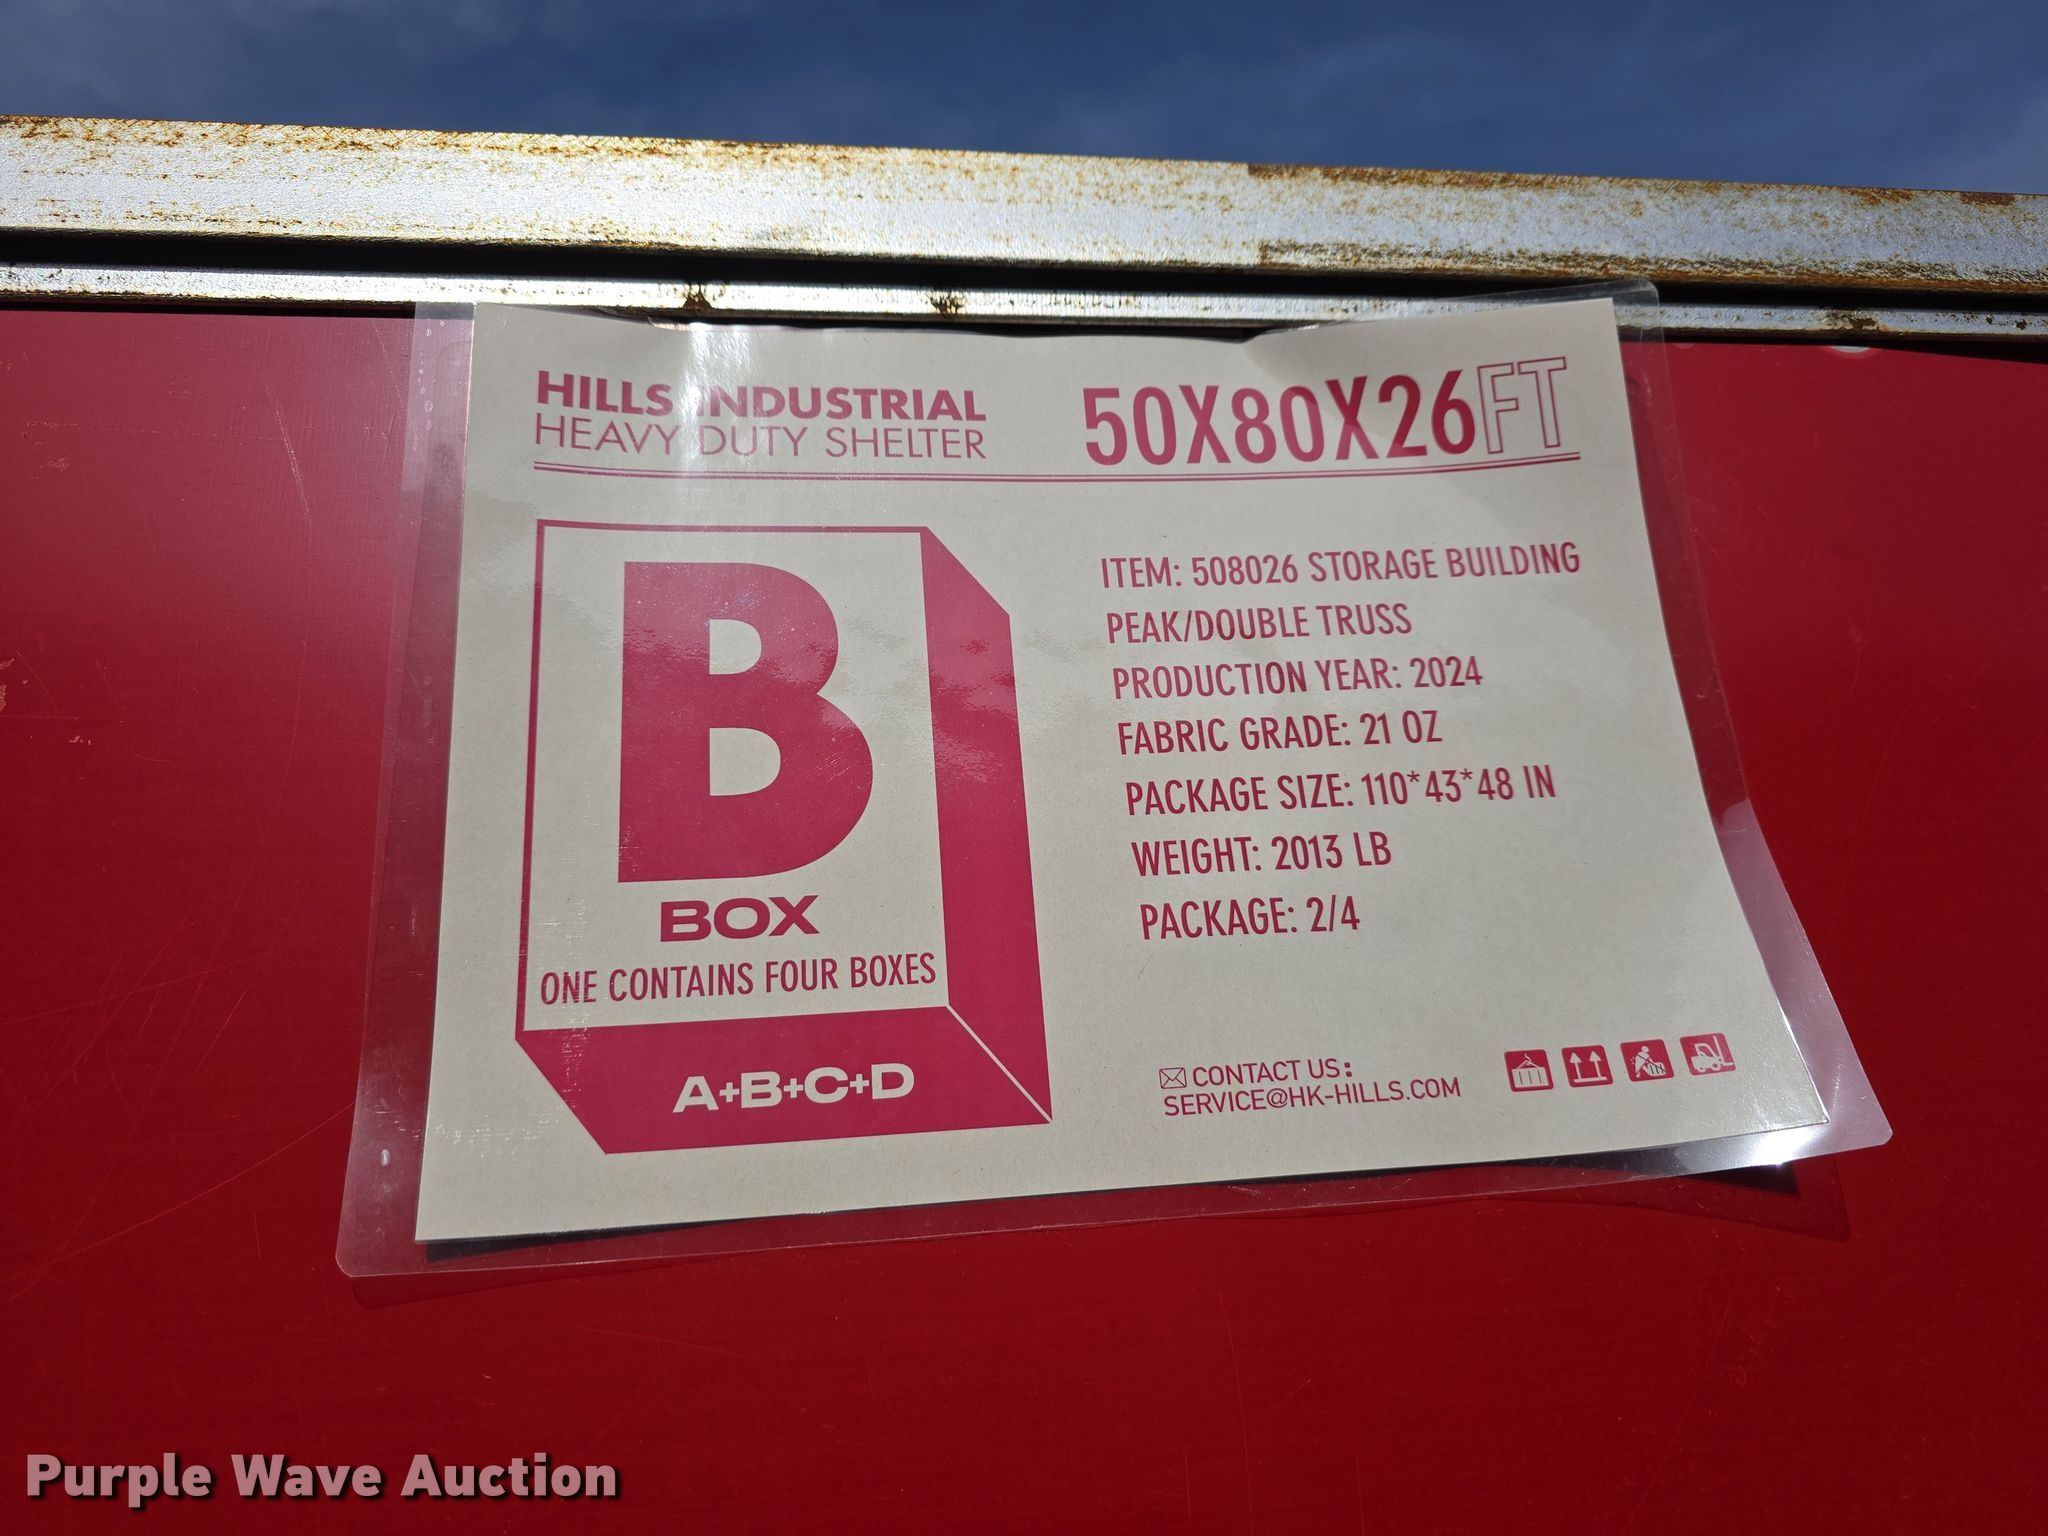 HILLS INDUSTRIAL
HEAVY DUTY SHELTER
50X80X26FT
B
BOX
ONE CONTAINS FOUR BOXES
A+B+C+D
ITEM: 508026 STORAGE BUILDING
PEAK/DOUBLE TRUSS
PRODUCTION YEAR: 2024
FABRIC GRADE: 21 OZ
PACKAGE SIZE: 110*43*48 IN
WEIGHT: 2013 LB
PACKAGE: 2/4
CONTACT US:
SERVICE@HK-HILLS.COM
Purple Wave Auction